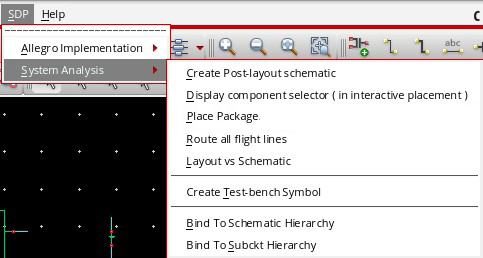 SDP Help
Allegro Implementation
System Analysis
abc
Create Post-layout schematic
Display component selector ( in interactive placement )
Place Package
Route all flight lines
Layout vs Schematic
Create Test-bench Symbol
Bind To Schematic Hierarchy
Bind To Subckt Hierarchy